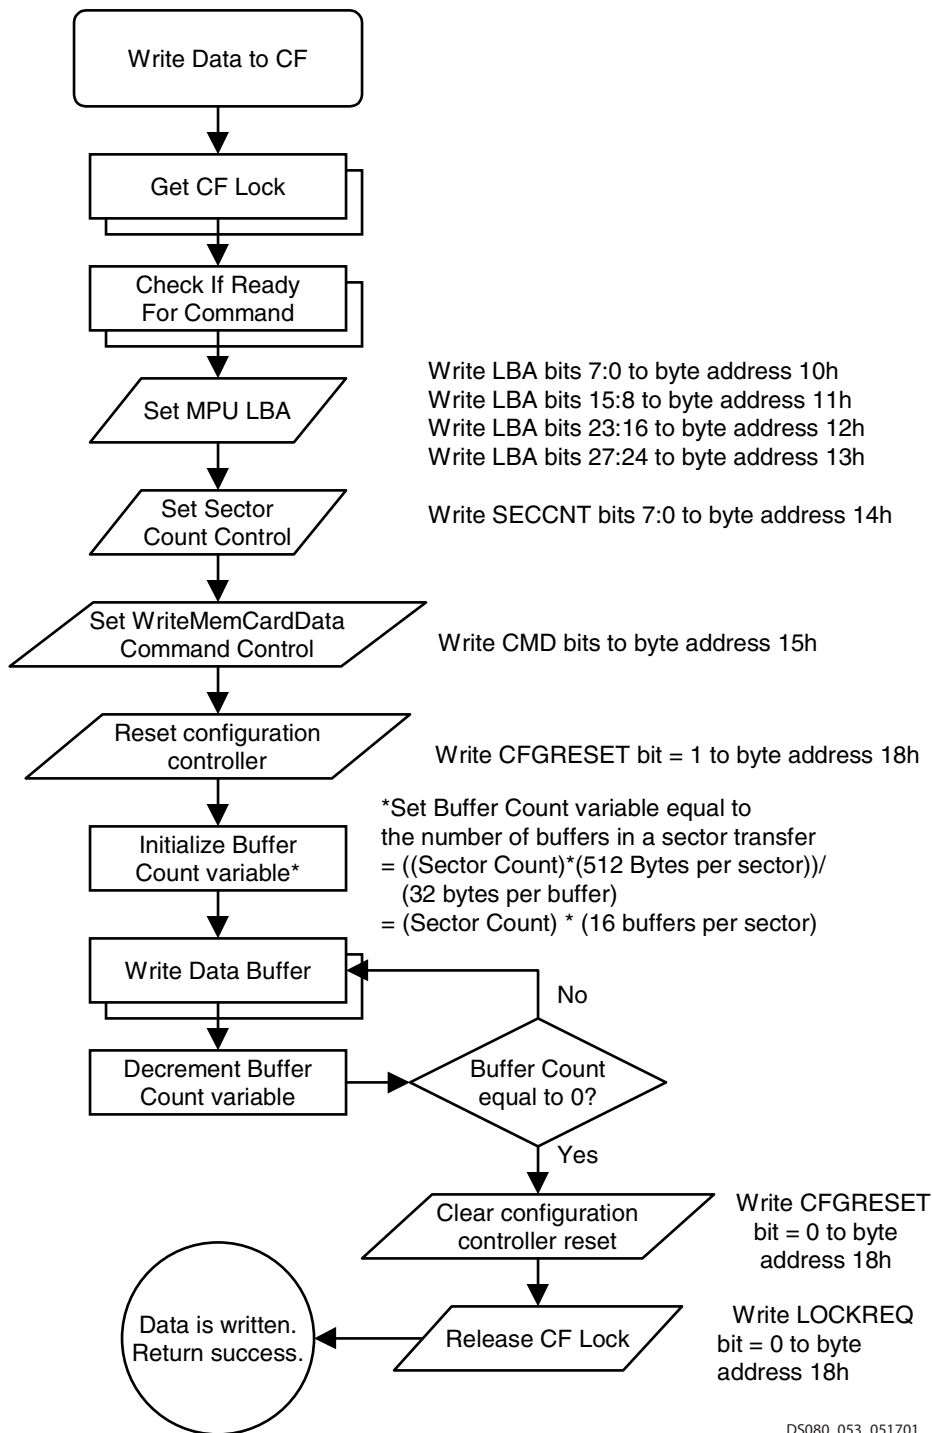 Write Data to CF
Get CF Lock
Check If Ready
For Command
Set MPU LBA
Write LBA bits 7:0 to byte address 10h
Write LBA bits 15:8 to byte address 11h
Write LBA bits 23:16 to byte address 12h
Write LBA bits 27:24 to byte address 13h
Set Sector
Count Control
Write SECCNT bits 7:0 to byte address 14h
Set WriteMemCardData
Command Control
Write CMD bits to byte address 15h
Reset configuration
controller
Write CFGRESET bit = 1 to byte address 18h
Initialize Buffer
Count variable*
*Set Buffer Count variable equal to
the number of buffers in a sector transfer
= ((Sector Count)*(512 Bytes per sector))/
(32 bytes per buffer)
= (Sector Count) * (16 buffers per sector)
Write Data Buffer
No
Decrement Buffer
Count variable
Buffer Count
equal to 0?
Yes
Clear configuration
controller reset
Write CFGRESET
bit = 0 to byte
address 18h
Release CF Lock
Write LOCKREQ
bit = 0 to byte
address 18h
Data is written.
Return success.
DS080_053_051701